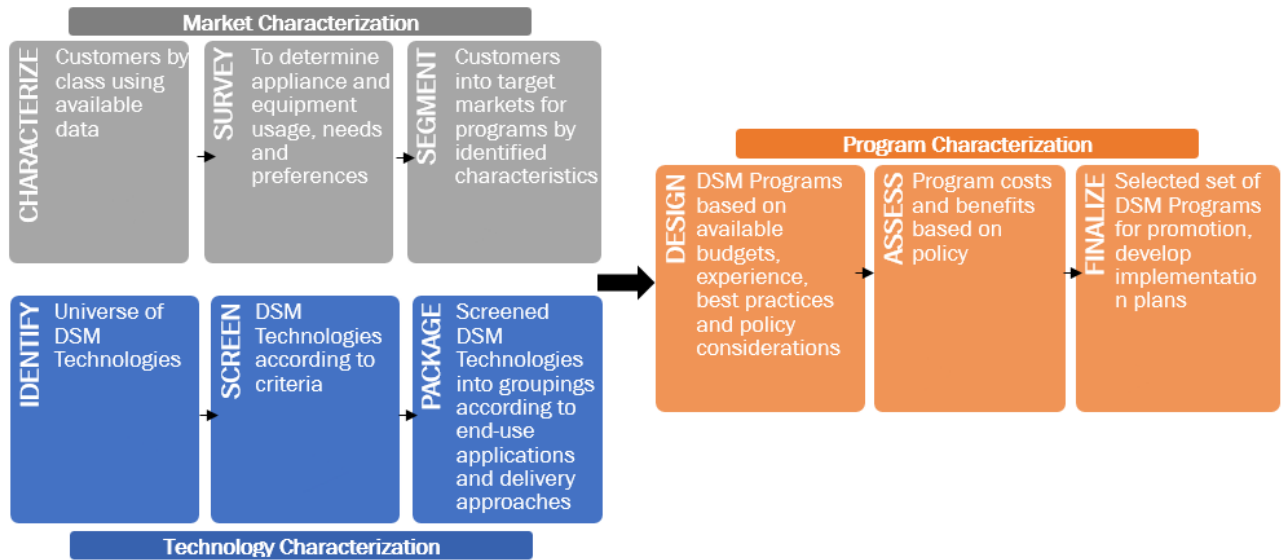 Market Characterization
CHARACTERIZE
Customers by
class using
available
data
SURVEY
To determine
appliance and
equipment
usage, needs
and
preferences
SEGMENT
Customers
into target
markets for
programs by
identified
characteristics
IDENTIFY
Universe of
DSM
Technologies
SCREEN
DSM
Technologies
according to
criteria
PACKAGE
Screened
DSM
Technologies
into groupings
according to
end-use
applications
and delivery
approaches
Technology Characterization
Program Characterization
DESIGN
DSM Programs
based on
available
budgets,
experience,
best practices
and policy
considerations
ASSESS
Program costs
and benefits
based on
policy
FINALIZE
Selected set of
DSM Programs
for promotion,
develop
implementatio
n plans